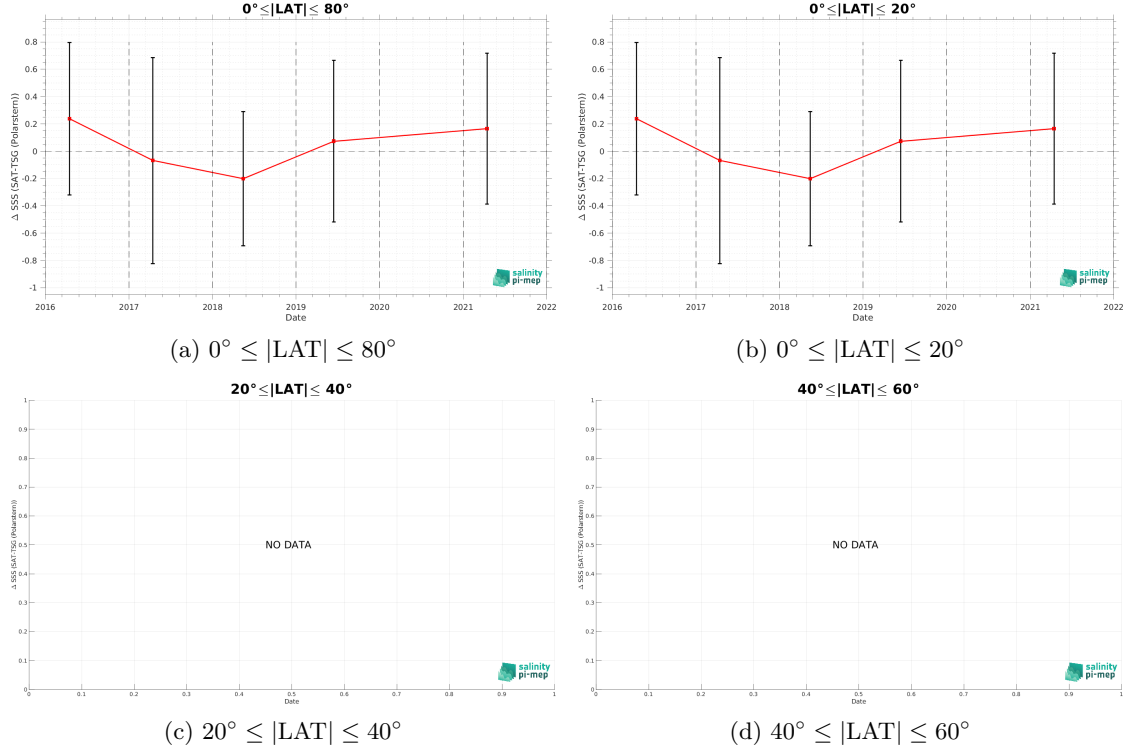 0°≤|LAT|≤ 80°
Δ SSS (SAT-TSG (Polarstern))
0.8
0.6
0.4
0.2
0
-0.2
-0.4
-0.6
-0.8
-1
2016 2017 2018 2019 2020 2021 2022
Date
salinity
pi-mep
(a) 0° ≤ |LAT| ≤ 80°
0°≤|LAT|≤ 20°
Δ SSS (SAT-TSG (Polarstern))
0.8
0.6
0.4
0.2
0
-0.2
-0.4
-0.6
-0.8
-1
2016 2017 2018 2019 2020 2021 2022
Date
salinity
pi-mep
(b) 0° ≤ |LAT| ≤ 20°
20°≤|LAT|≤ 40°
Δ SSS (SAT-TSG (Polarstern))
1
0.9
0.8
0.7
0.6
0.5
0.4
0.3
0.2
0.1
0
NO DATA
0 0.1 0.2 0.3 0.4 0.5 0.6 0.7 0.8 0.9 1
Date
salinity
pi-mep
(c) 20° ≤ |LAT| ≤ 40°
40°≤|LAT|≤ 60°
Δ SSS (SAT-TSG (Polarstern))
1
0.9
0.8
0.7
0.6
0.5
0.4
0.3
0.2
0.1
0
NO DATA
0 0.1 0.2 0.3 0.4 0.5 0.6 0.7 0.8 0.9 1
Date
salinity
pi-mep
(d) 40° ≤ |LAT| ≤ 60°